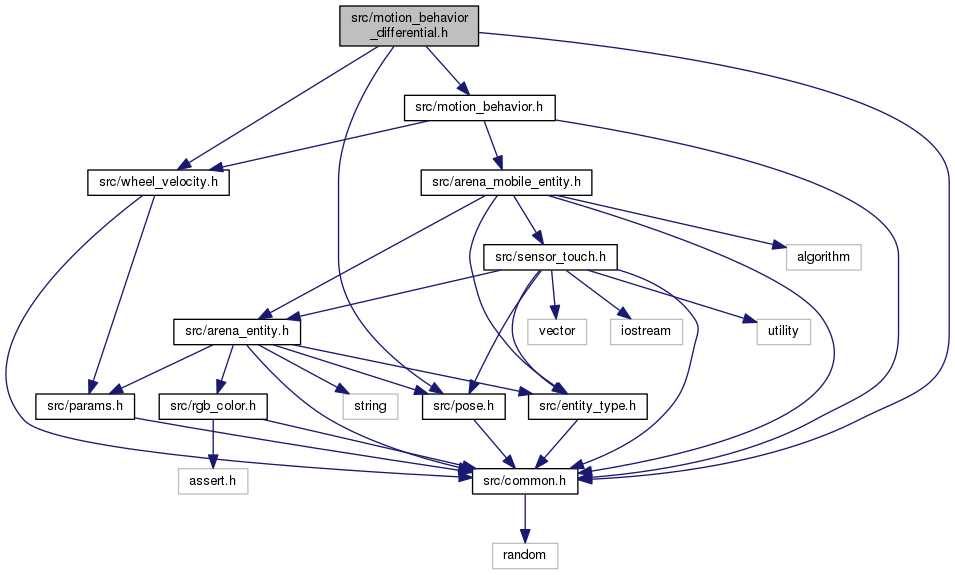 src/motion_behavior
_differential.h
src/motion_behavior.h
src/wheel_velocity.h
src/arena_mobile_entity.h
src/sensor_touch.h
algorithm
src/arena_entity.h
vector
iostream
utility
src/params.h
src/rgb_color.h
string
src/pose.h
src/entity_type.h
assert.h
src/common.h
random